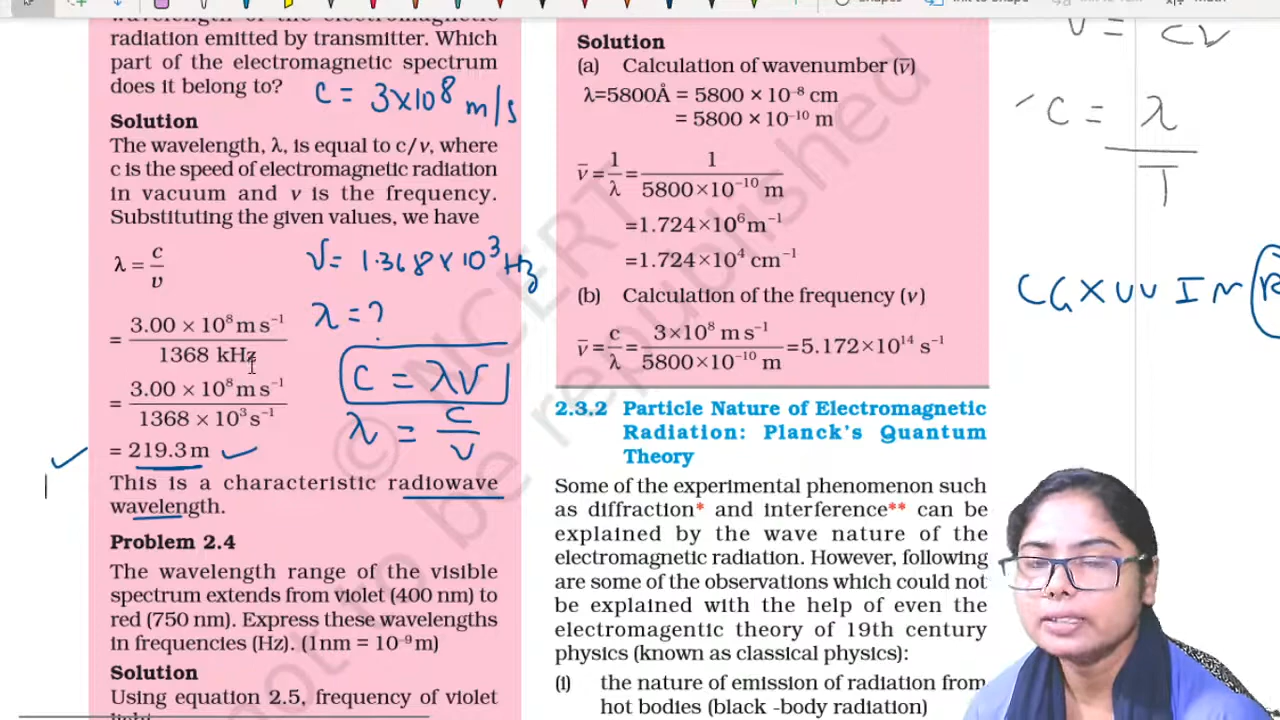 radiation emitted by transmitter. Which
part of the electromagnetic spectrum
does it belong to?
C = 3×10⁸ m/s
Solution
The wavelength, λ, is equal to c/ν, where
c is the speed of electromagnetic radiation
in vacuum and ν is the frequency.
Substituting the given values, we have
λ = c/ν
ν = 1.368 × 10³ Hz
λ = ?
= 3.00 × 10⁸ m s⁻¹ / 1368 kHz
C = λν
= 3.00 × 10⁸ m s⁻¹ / 1368 × 10³ s⁻¹
λ = C/ν
= 219.3 m
This is a characteristic radiowave
wavelength.
Problem 2.4
The wavelength range of the visible
spectrum extends from violet (400 nm) to
red (750 nm). Express these wavelengths
in frequencies (Hz). (1nm = 10⁻⁹ m)
Solution
Using equation 2.5, frequency of violet
Solution
(a) Calculation of wavenumber (ν̅)
λ=5800Å = 5800 × 10⁻⁸ cm
= 5800 × 10⁻¹⁰ m
ν̅ = 1/λ = 1 / 5800×10⁻¹⁰ m
=1.724×10⁶ m⁻¹
=1.724×10⁴ cm⁻¹
(b) Calculation of the frequency (ν)
ν̅ = c/λ = 3×10⁸ m s⁻¹ / 5800×10⁻¹⁰ m =5.172×10¹⁴ s⁻¹
2.3.2 Particle Nature of Electromagnetic
Radiation: Planck's Quantum
Theory
Some of the experimental phenomenon such
as diffraction* and interference** can be
explained by the wave nature of the
electromagnetic radiation. However, following
are some of the observations which could not
be explained with the help of even the
electromagentic theory of 19th century
physics (known as classical physics):
(i) the nature of emission of radiation from
hot bodies (black -body radiation)
C = λ/T
CGXUVIM
© NCERT
not to be republished